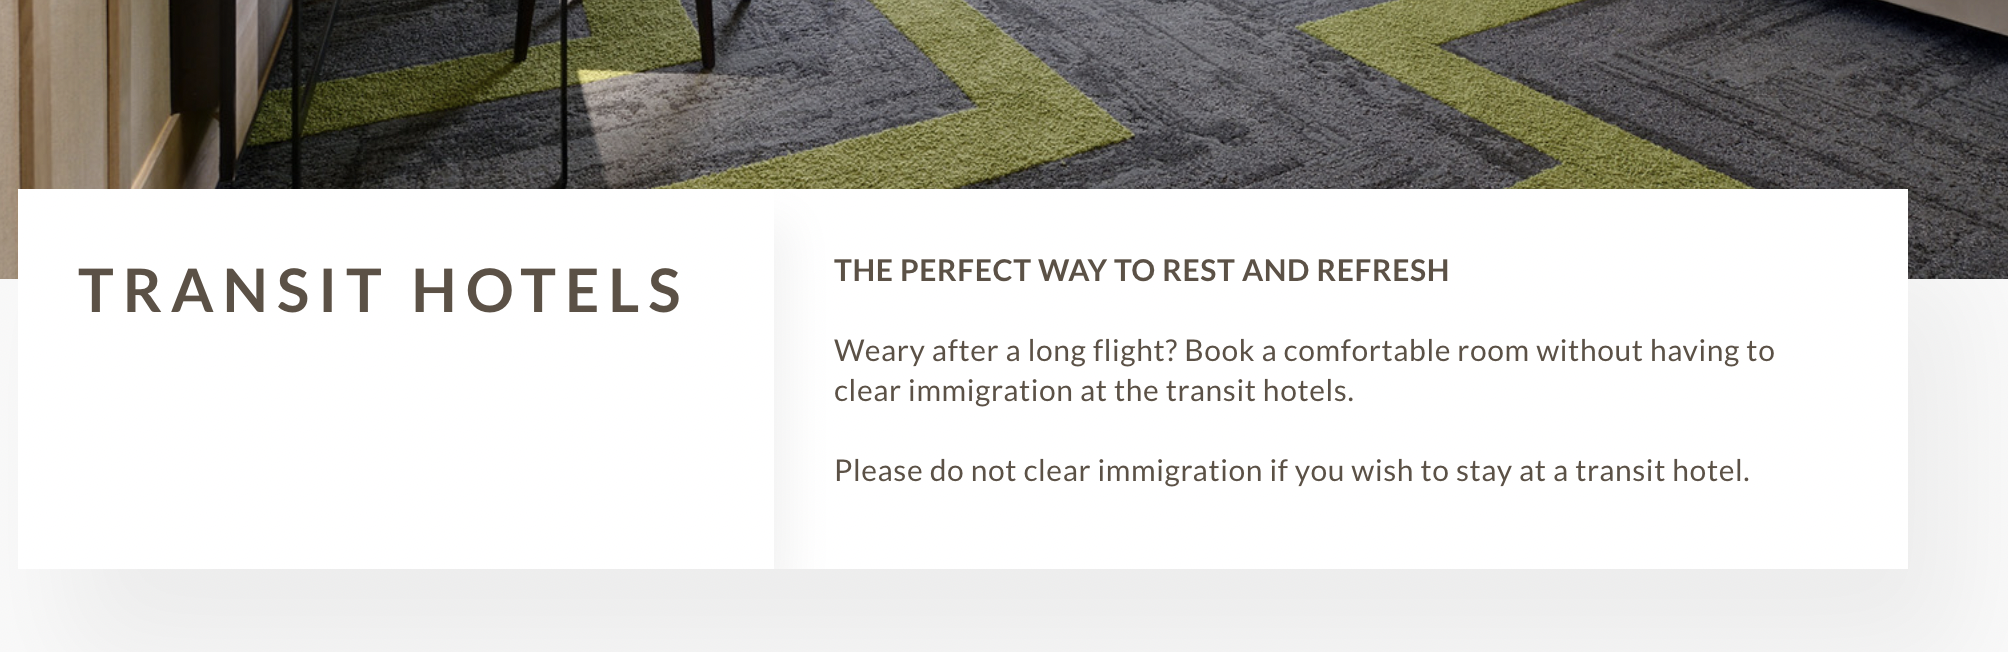 TRANSIT HOTELS
THE PERFECT WAY TO REST AND REFRESH
Weary after a long flight? Book a comfortable room without having to
clear immigration at the transit hotels.
Please do not clear immigration if you wish to stay at a transit hotel.